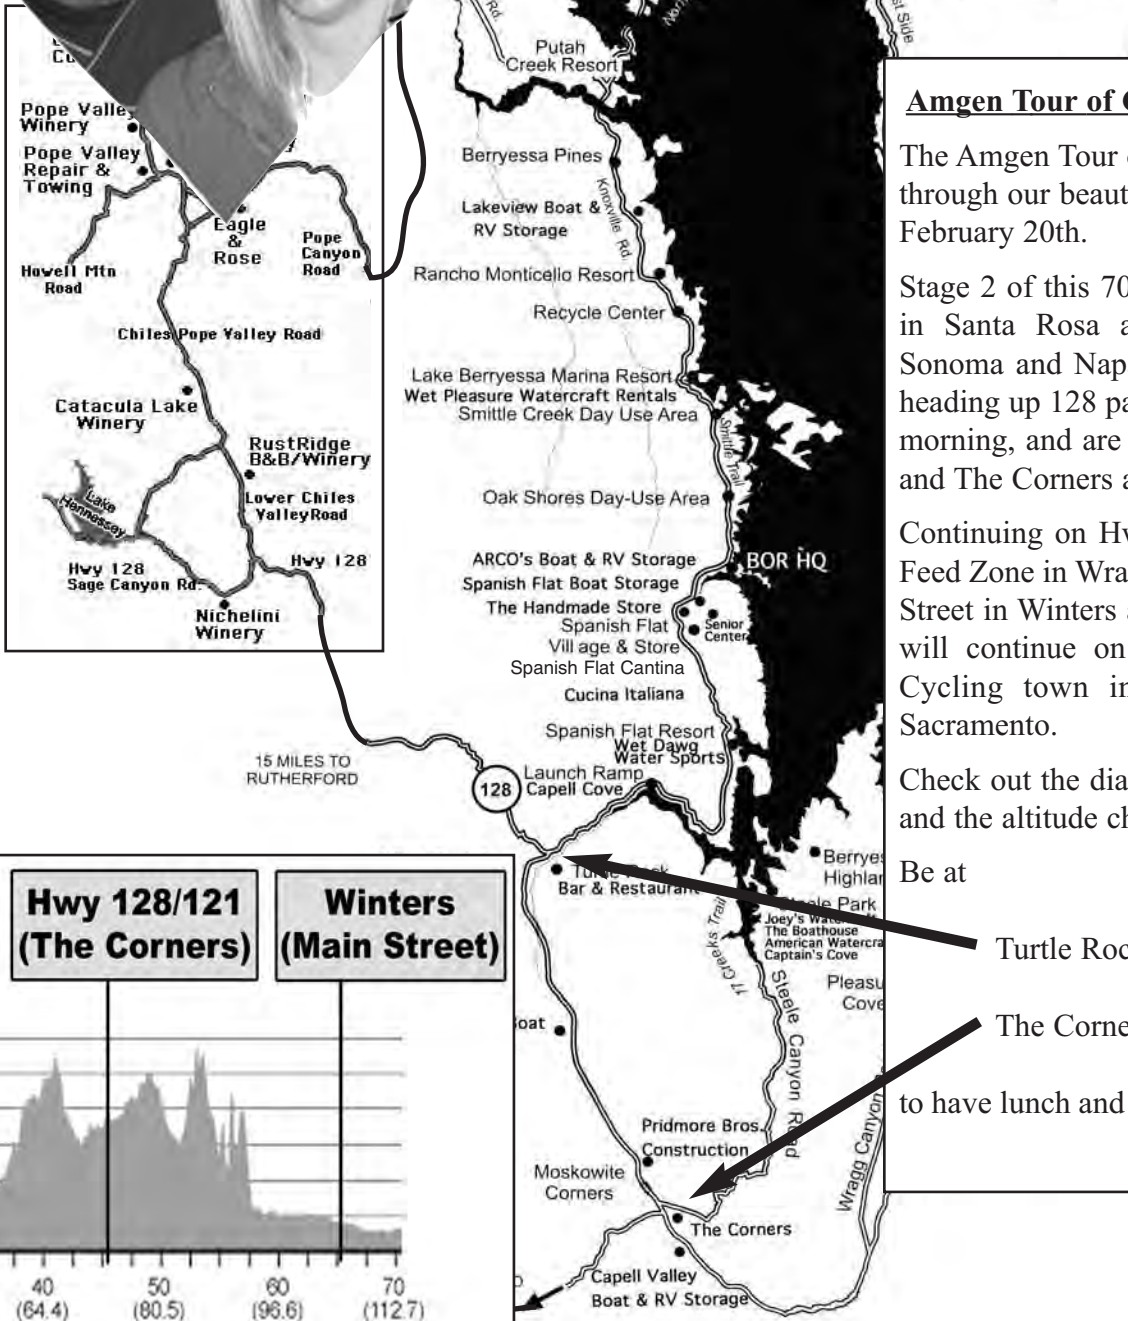 Rd.
st Side
Putah
Creek Resort
Pope Valley
Winery
Pope Valley
Repair &
Towing
Eagle
&
Rose
Pope
Canyon
Road
Howell Mtn
Road
Chiles Pope Valley Road
Catacula Lake
Winery
RustRidge
B&B/Winery
Lake
Hennessey
Lower Chiles
Valley Road
Hwy 128
Sage Canyon Rd.
Hwy 128
Nichelini
Winery
Berryessa Pines
Knoxville Rd.
Lakeview Boat &
RV Storage
Rancho Monticello Resort
Recycle Center
Lake Berryessa Marina Resort
Wet Pleasure Watercraft Rentals
Smittle Creek Day Use Area
Smittle Trail
Oak Shores Day-Use Area
ARCO's Boat & RV Storage
BOR HQ
Spanish Flat Boat Storage
The Handmade Store
Spanish Flat
Village & Store
Senior
Center
Spanish Flat Cantina
Cucina Italiana
Spanish Flat Resort
Wet Dawg
Water Sports
15 MILES TO
RUTHERFORD
128
Launch Ramp
Capell Cove
Turtle Rock
Bar & Restaurant
Berryes
Highlan
Steele Park
Joey's Watercraft
The Boathouse
American Watercra
Captain's Cove
17 Creeks Trail
Pleasu
Cove
Steele Canyon Road
oat
Pridmore Bros.
Construction
Moskowite
Corners
The Corners
Wragg Canyon
Capell Valley
Boat & RV Storage
Amgen Tour of C
The Amgen Tour
through our beaut
February 20th.
Stage 2 of this 70
in Santa Rosa a
Sonoma and Nap
heading up 128 pa
morning, and are
and The Corners a
Continuing on Hw
Feed Zone in Wra
Street in Winters a
will continue on
Cycling town in
Sacramento.
Check out the dia
and the altitude ch
Be at
Turtle Roc
The Corne
to have lunch and
Hwy 128/121
(The Corners)
Winters
(Main Street)
40
(64.4)
50
(80.5)
60
(96.6)
70
(112.7)